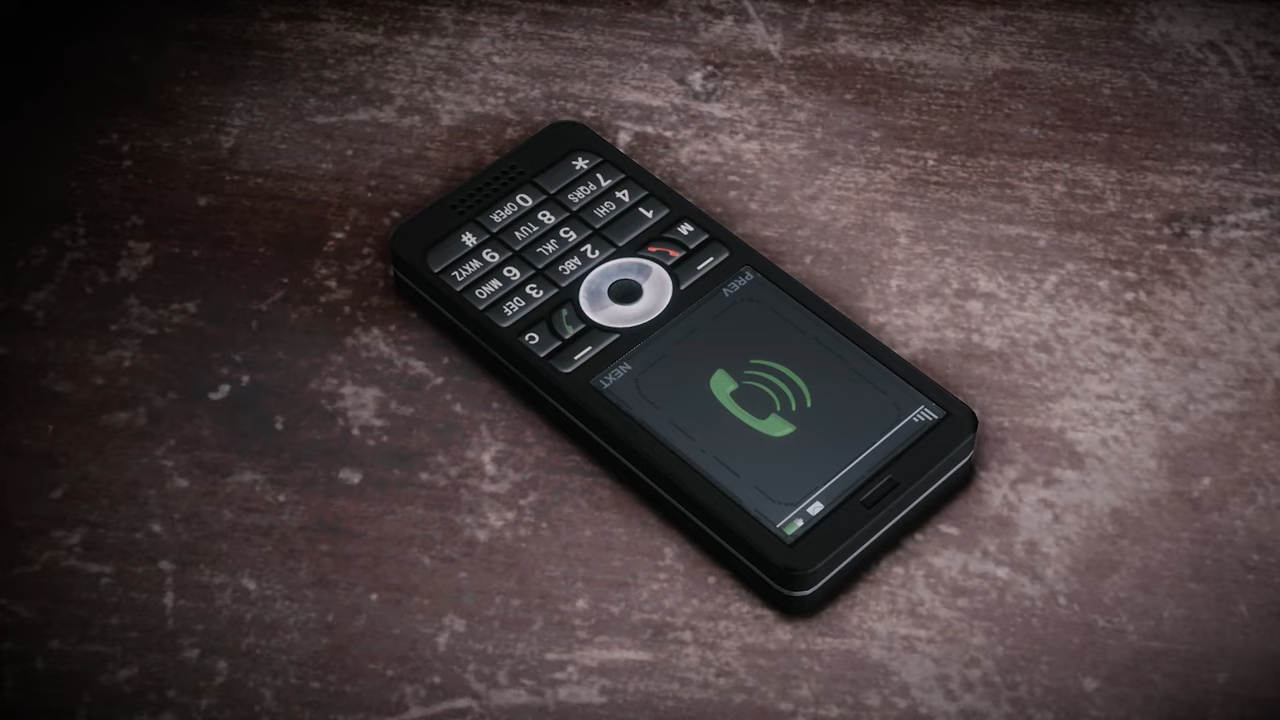 PREV NEXT
M C
1 2 ABC 3 DEF
4 GHI 5 JKL 6 MNO
7 PQRS 8 TUV 9 WXYZ
* 0 OPER #